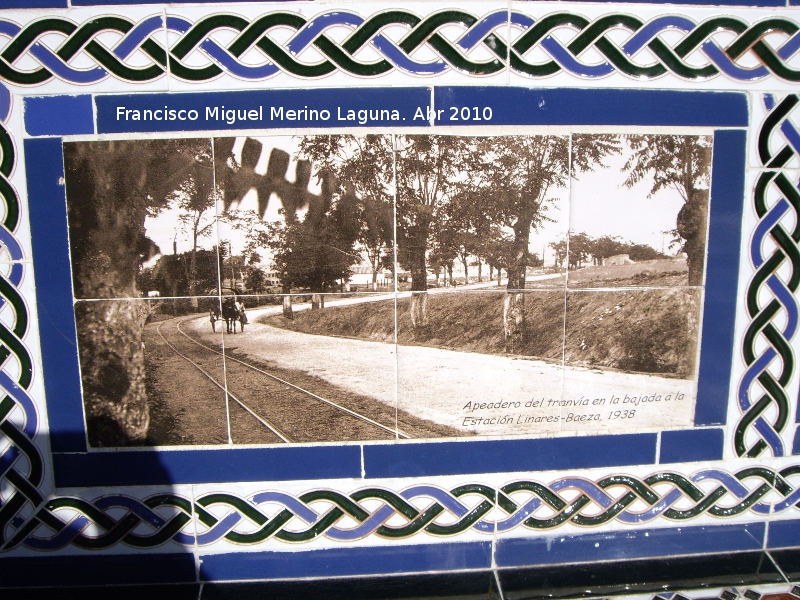 Francisco Miguel Merino Laguna. Abr 2010
Apeadero del tranvía en la bajada a la
Estación Linares-Baeza, 1938